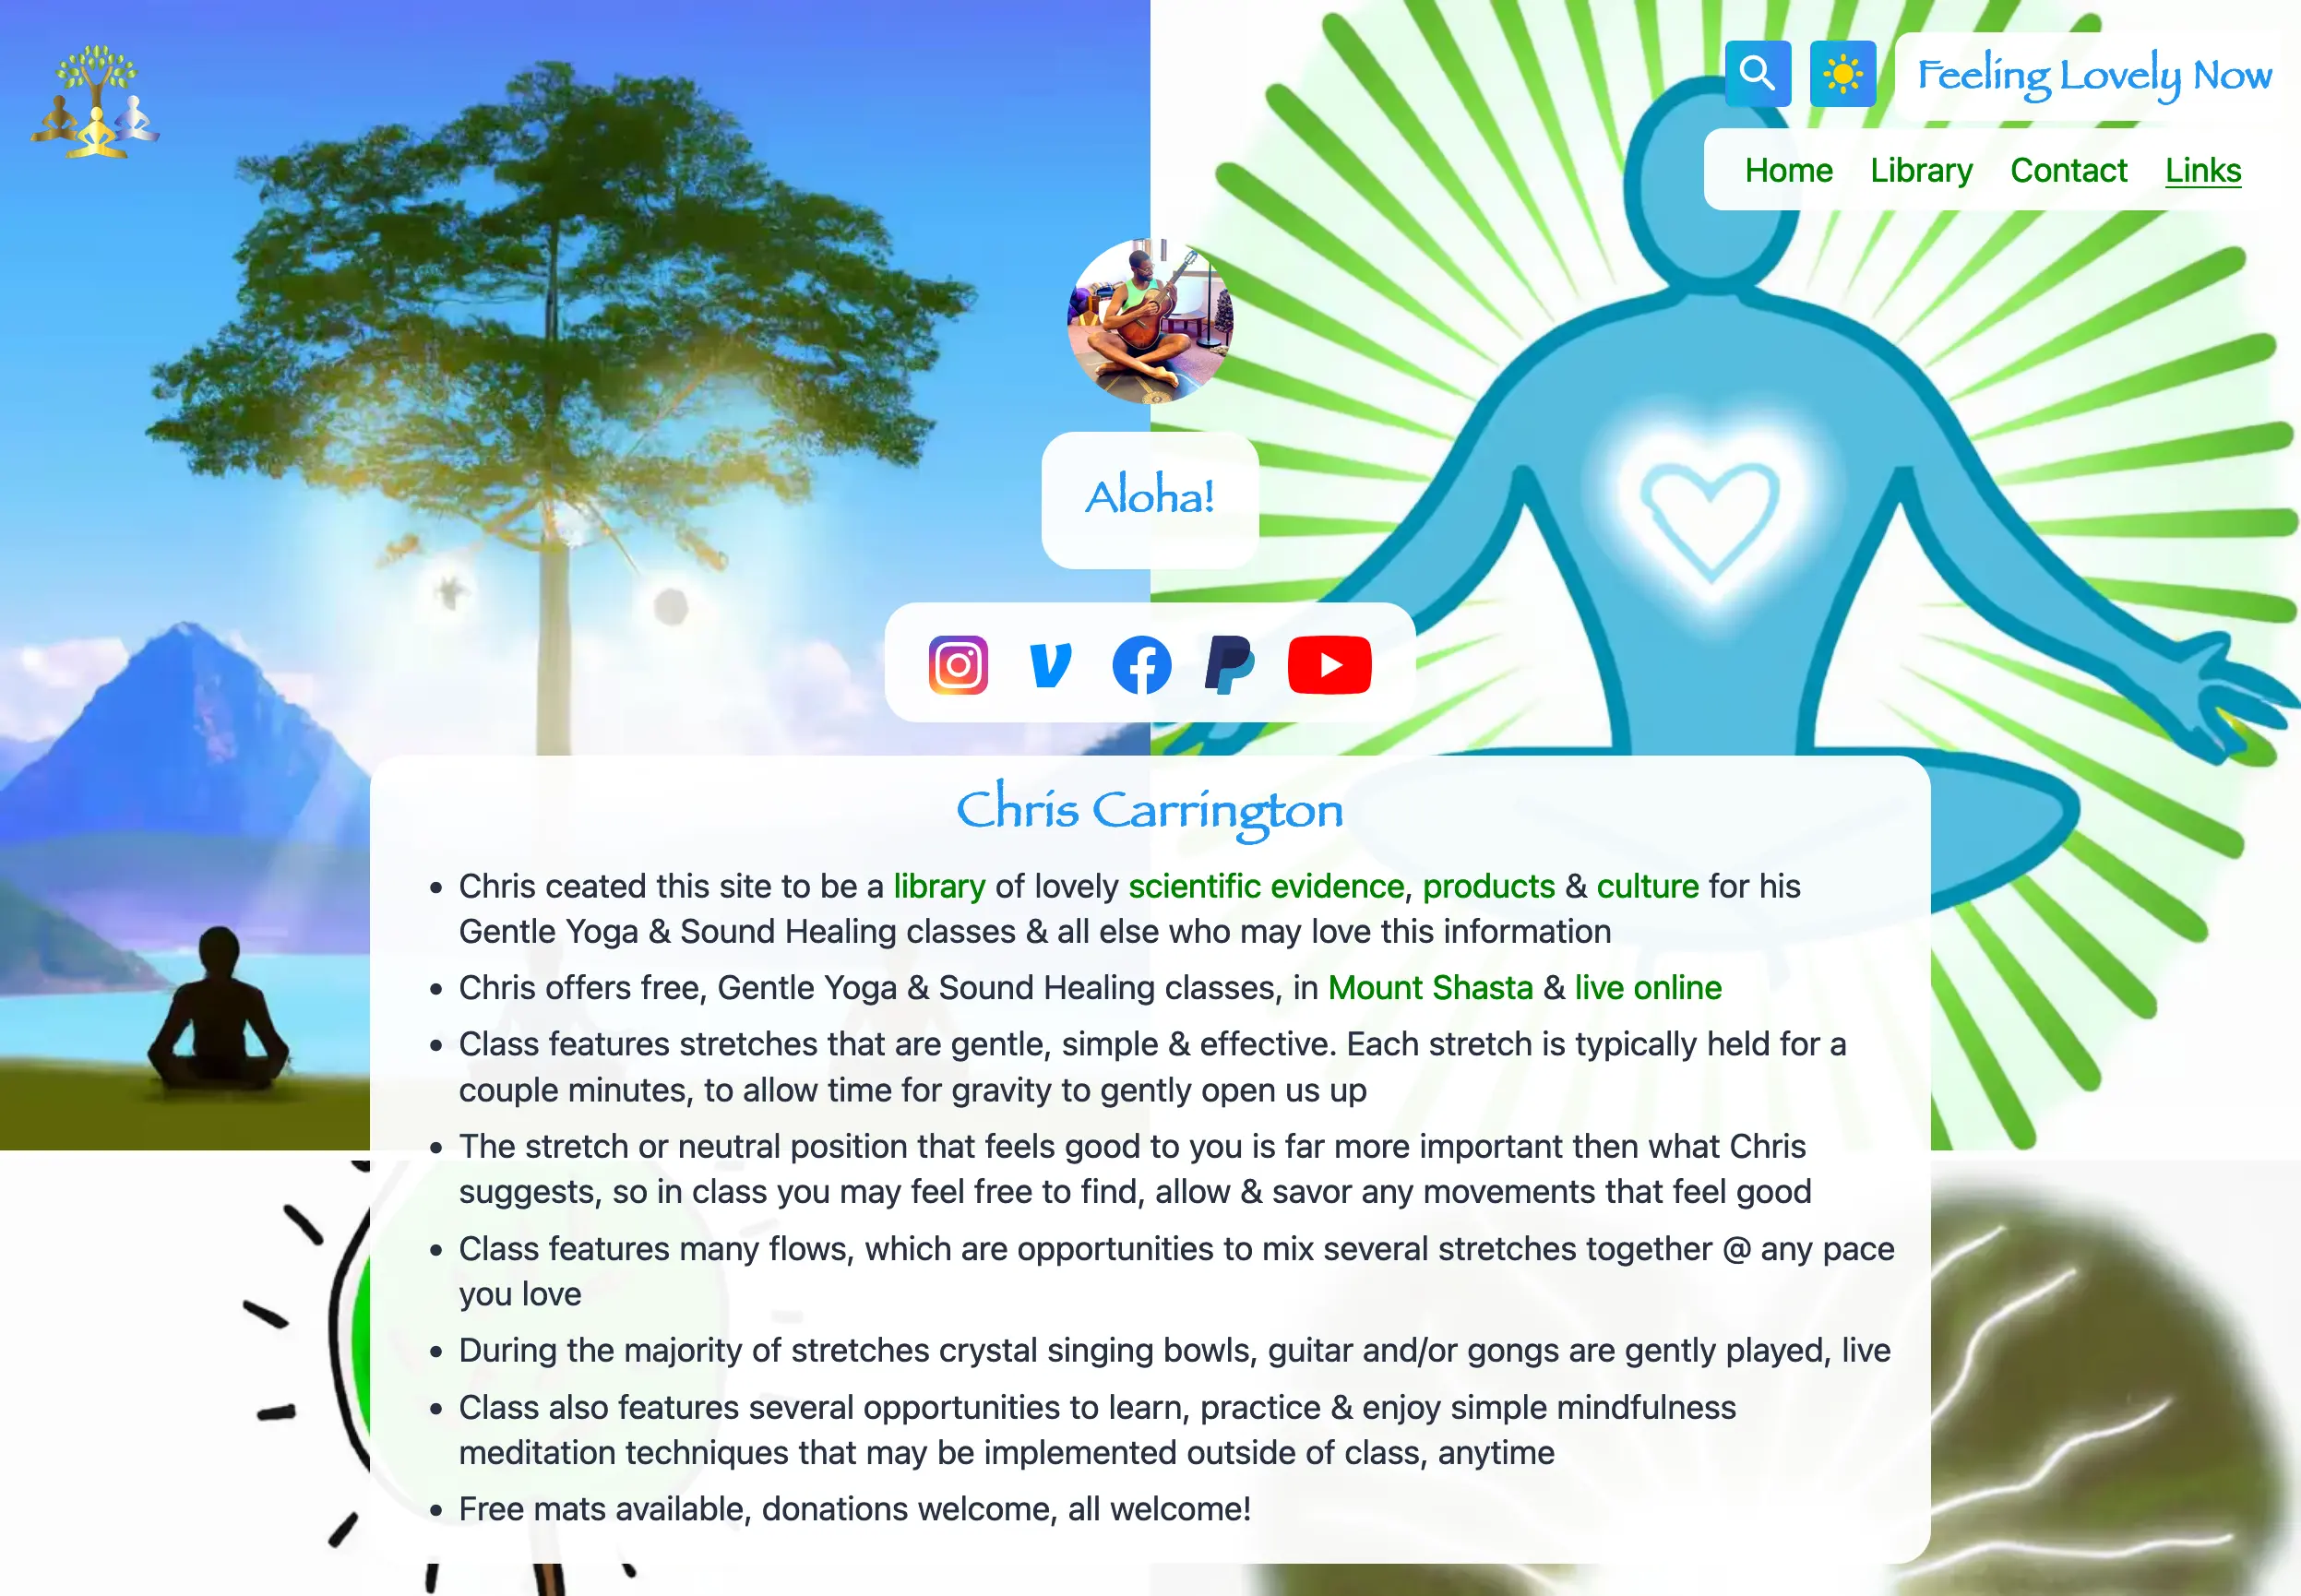 Feeling Lovely Now
Home Library Contact Links
Aloha!
Chris Carrington
• Chris ceated this site to be a library of lovely scientific evidence, products & culture for his
Gentle Yoga & Sound Healing classes & all else who may love this information
• Chris offers free, Gentle Yoga & Sound Healing classes, in Mount Shasta & live online
• Class features stretches that are gentle, simple & effective. Each stretch is typically held for a
couple minutes, to allow time for gravity to gently open us up
• The stretch or neutral position that feels good to you is far more important then what Chris
suggests, so in class you may feel free to find, allow & savor any movements that feel good
• Class features many flows, which are opportunities to mix several stretches together @ any pace
you love
• During the majority of stretches crystal singing bowls, guitar and/or gongs are gently played, live
• Class also features several opportunities to learn, practice & enjoy simple mindfulness
meditation techniques that may be implemented outside of class, anytime
• Free mats available, donations welcome, all welcome!